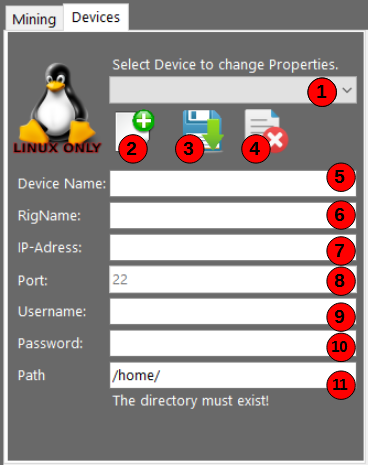 Mining
Devices
Select Device to change Properties.
1
LINUX ONLY
2
3
4
Device Name:
5
RigName:
6
IP-Adress:
7
Port:
22
8
Username:
9
Password:
10
Path
/home/
11
The directory must exist!